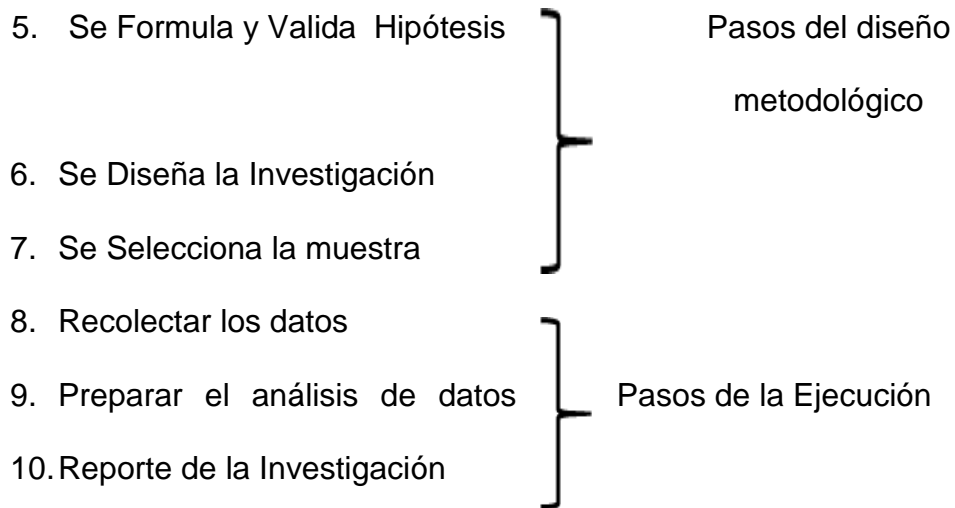 5. Se Formula y Valida Hipótesis Pasos del diseño
metodológico
6. Se Diseña la Investigación
7. Se Selecciona la muestra
8. Recolectar los datos
9. Preparar el análisis de datos Pasos de la Ejecución
10. Reporte de la Investigación